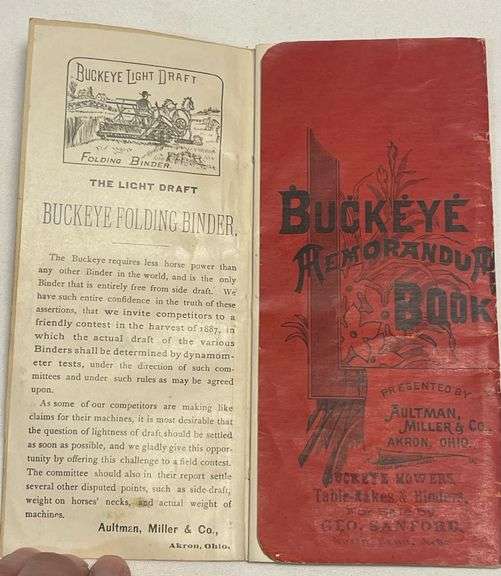 BUCKEYE LIGHT DRAFT
FOLDING BINDER.
THE LIGHT DRAFT
BUCKEYE FOLDING BINDER.
The Buckeye requires less horse power than
any other Binder in the world, and is the only
Binder that is entirely free from side draft. We
have such entire confidence in the truth of these
assertions, that we invite competitors to a
friendly contest in the harvest of 1887, in
which the actual draft of the various
Binders shall be determined by dynamom-
eter tests, under the direction of such com-
mittees and under such rules as may be agreed
upon.
As some of our competitors are making like
claims for their machines, it is most desirable that
the question of lightness of draft should be settled
as soon as possible, and we gladly give this oppor-
tunity by offering this challenge to a field contest.
The committee should also in their report settle
several other disputed points, such as side-draft,
weight on horses' necks, and actual weight of
machines.
Aultman, Miller & Co.,
Akron, Ohio.
BUCKEYE
MEMORANDUM
BOOK
PRESENTED BY
AULTMAN,
MILLER & Co.
AKRON, OHIO.
BUCKEYE MOWERS,
Table-Rakes & Binders,
For Sale By
GEO. SANFORD,